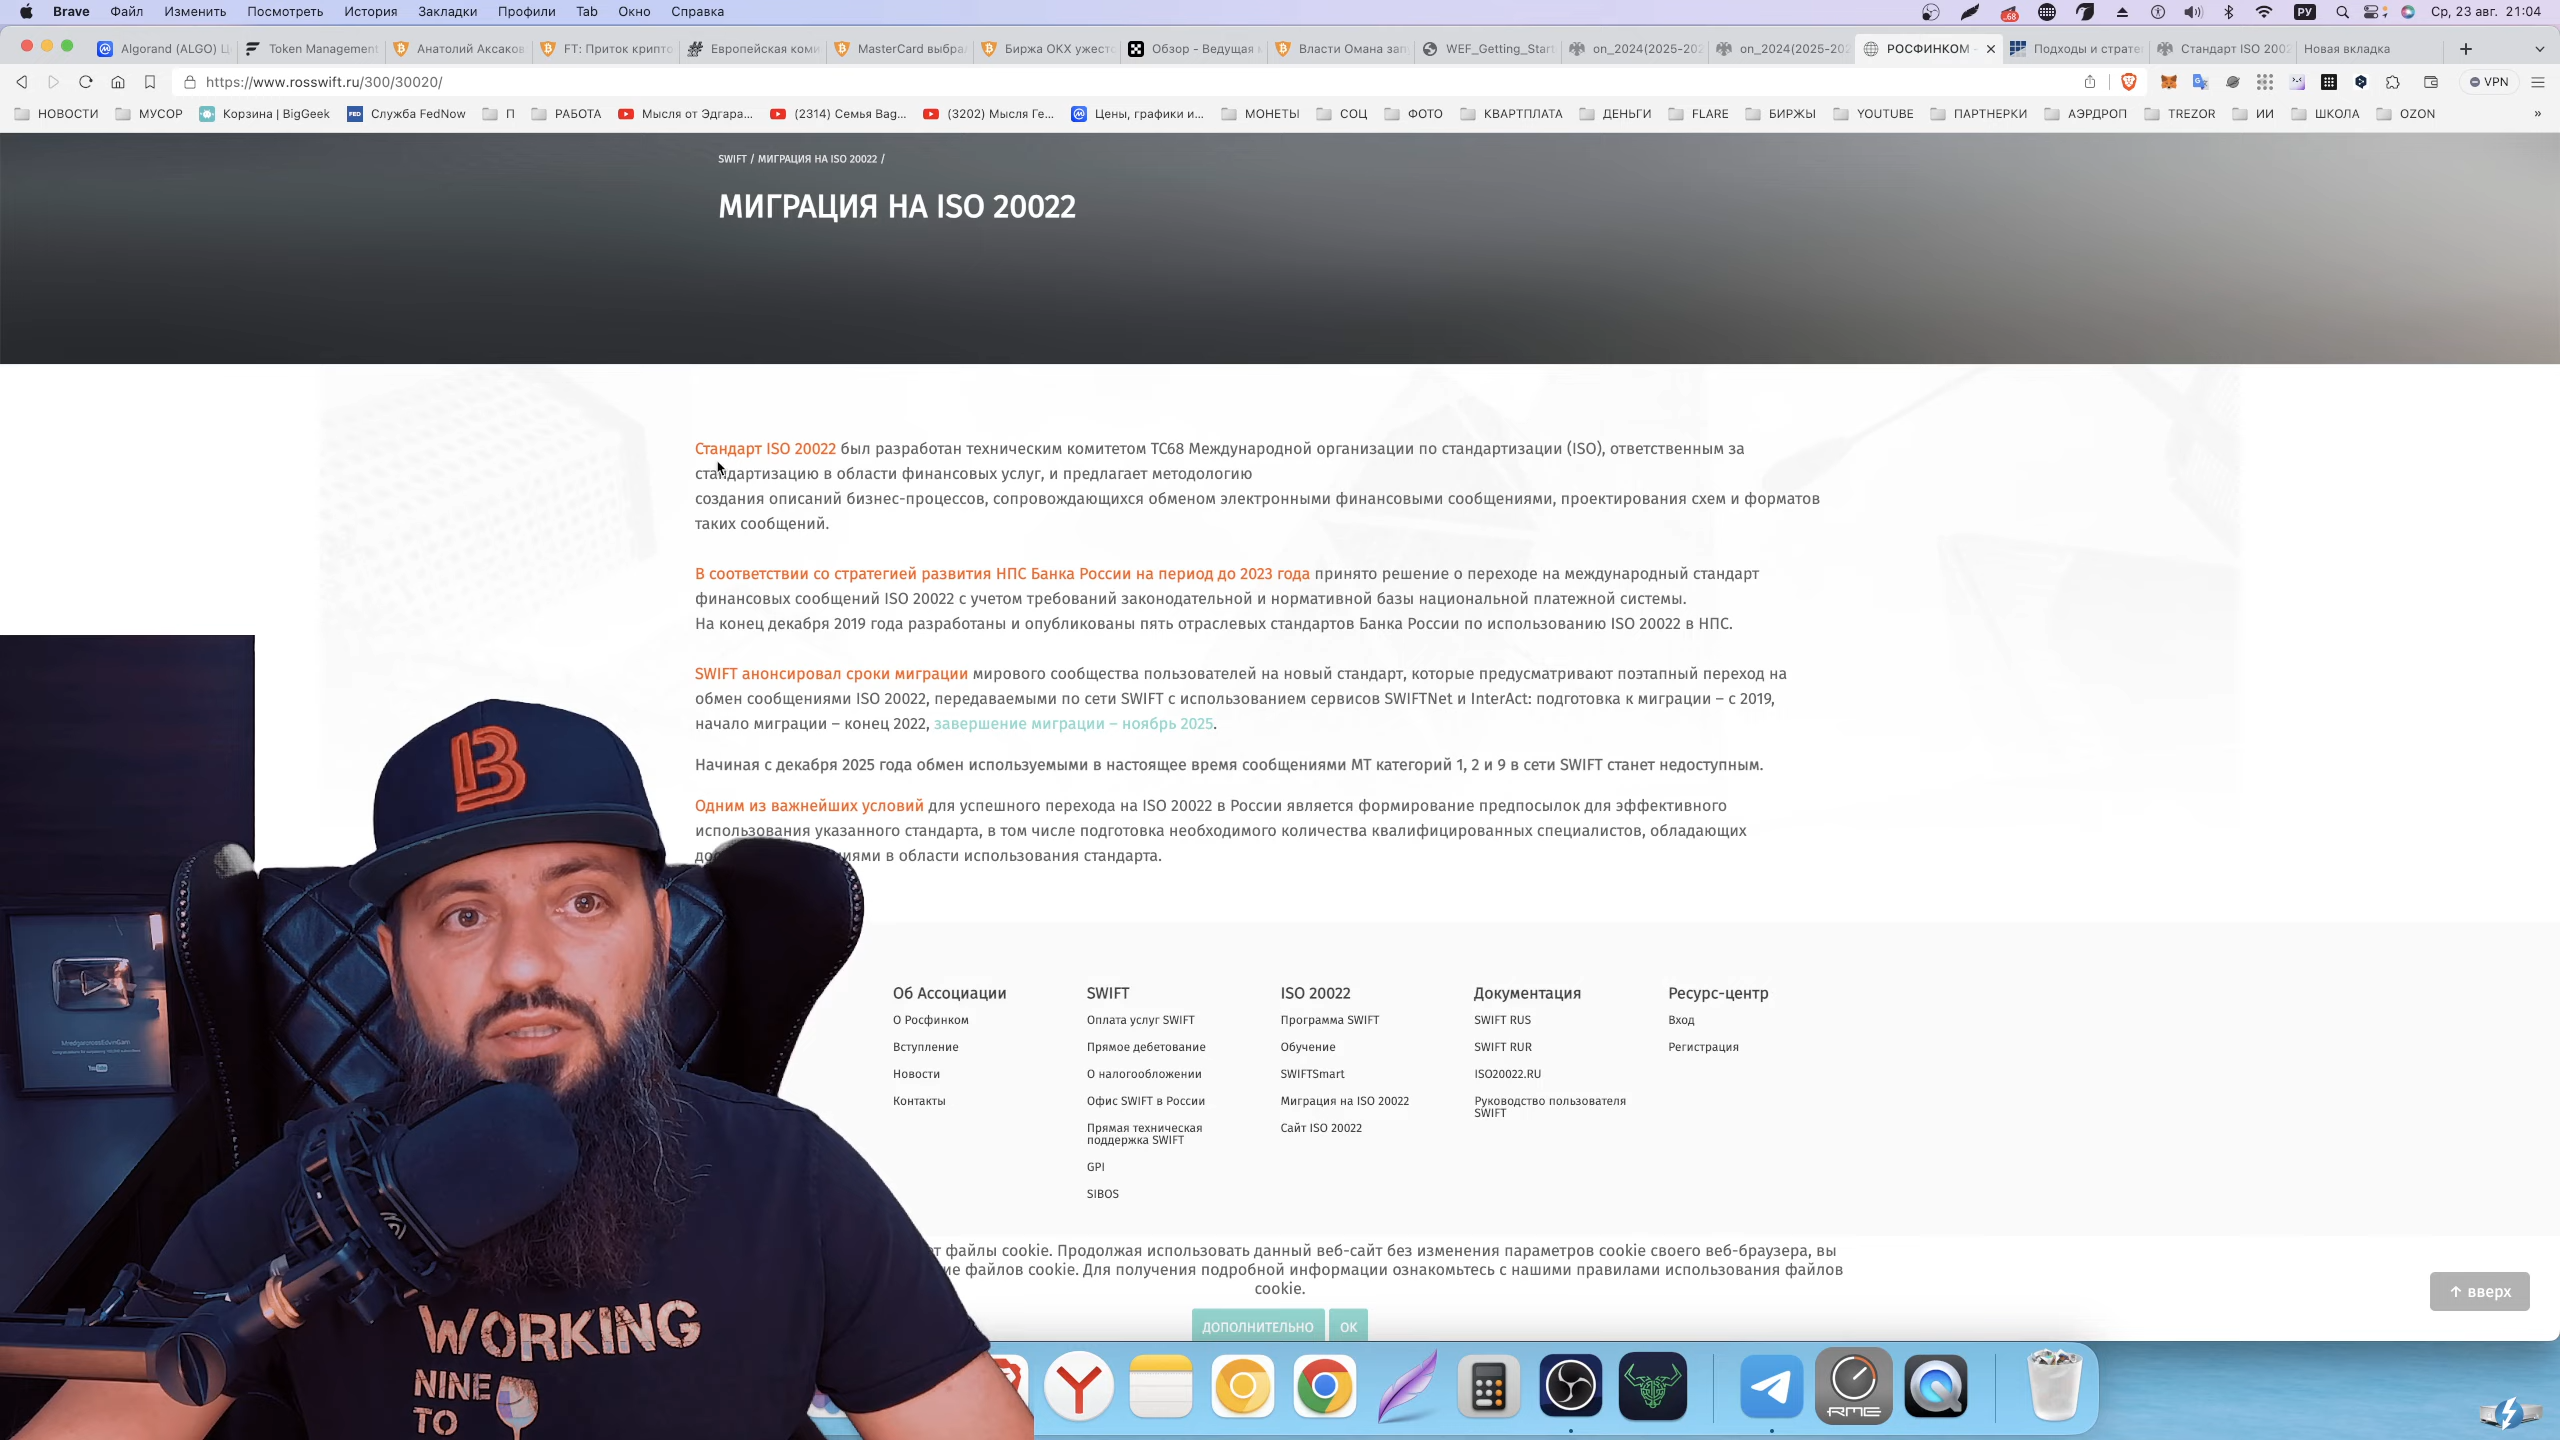 Brave Файл Изменить Посмотреть История Закладки Профили Tab Окно Справка
68 РУ Ср, 23 авг. 21:04
Algorand (ALGO) Ц Token Management Анатолий Аксаков FT: Приток крипто Европейская коми MasterCard выбра Биржа OKX ужест Обзор - Ведущая Власти Омана зап WEF_Getting_Start on_2024(2025-202 on_2024(2025-202 РОСФИНКОМ Подходы и страте Стандарт ISO 2002 Новая вкладка
https://www.rosswift.ru/300/30020/ VPN
НОВОСТИ МУСОР Корзина | BigGeek Служба FedNow П РАБОТА Мысля от Эдгара... (2314) Семья Bag... (3202) Мысля Ге... Цены, графики и... МОНЕТЫ СОЦ ФОТО КВАРТПЛАТА ДЕНЬГИ FLARE БИРЖЫ YOUTUBE ПАРТНЕРКИ АЭРДРОП TREZOR ИИ ШКОЛА OZON »
SWIFT / МИГРАЦИЯ НА ISO 20022 /
МИГРАЦИЯ НА ISO 20022
Стандарт ISO 20022 был разработан техническим комитетом ТС68 Международной организации по стандартизации (ISO), ответственным за
стандартизацию в области финансовых услуг, и предлагает методологию
создания описаний бизнес-процессов, сопровождающихся обменом электронными финансовыми сообщениями, проектирования схем и форматов
таких сообщений.
В соответствии со стратегией развития НПС Банка России на период до 2023 года принято решение о переходе на международный стандарт
финансовых сообщений ISO 20022 с учетом требований законодательной и нормативной базы национальной платежной системы.
На конец декабря 2019 года разработаны и опубликованы пять отраслевых стандартов Банка России по использованию ISO 20022 в НПС.
SWIFT анонсировал сроки миграции мирового сообщества пользователей на новый стандарт, которые предусматривают поэтапный переход на
обмен сообщениями ISO 20022, передаваемыми по сети SWIFT с использованием сервисов SWIFTNet и InterAct: подготовка к миграции – с 2019,
начало миграции – конец 2022, завершение миграции – ноябрь 2025.
Начиная с декабря 2025 года обмен используемыми в настоящее время сообщениями МТ категорий 1, 2 и 9 в сети SWIFT станет недоступным.
Одним из важнейших условий для успешного перехода на ISO 20022 в России является формирование предпосылок для эффективного
использования указанного стандарта, в том числе подготовка необходимого количества квалифицированных специалистов, обладающих
иями в области использования стандарта.
Об Ассоциации
О Росфинком
Вступление
Новости
Контакты
SWIFT
Оплата услуг SWIFT
Прямое дебетование
О налогообложении
Офис SWIFT в России
Прямая техническая
поддержка SWIFT
GPI
SIBOS
ISO 20022
Программа SWIFT
Обучение
SWIFTSmart
Миграция на ISO 20022
Сайт ISO 20022
Документация
SWIFT RUS
SWIFT RUR
ISO20022.RU
Руководство пользователя
SWIFT
Ресурс-центр
Вход
Регистрация
т файлы cookie. Продолжая использовать данный веб-сайт без изменения параметров cookie своего веб-браузера, вы
ие файлов cookie. Для получения подробной информации ознакомьтесь с нашими правилами использования файлов
cookie.
ДОПОЛНИТЕЛЬНО OK
↑ вверх
YouTube
WORKING
NINE
TO
RME